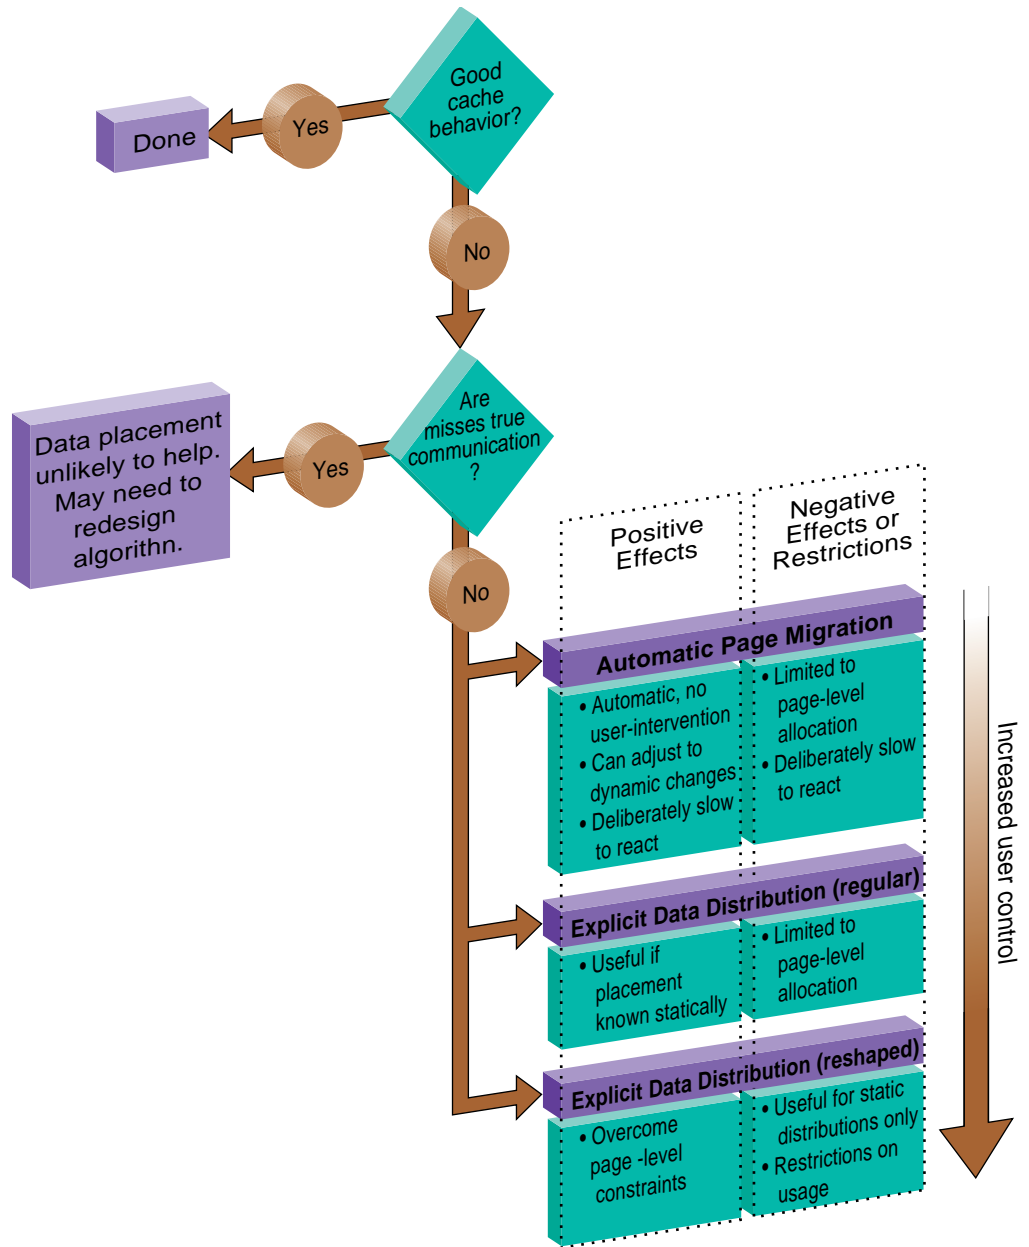 Good
cache
behavior?
Yes
Done
No
Are
misses true
communication
?
Yes
Data placement
unlikely to help.
May need to
redesign
algorithn.
No
Positive
Effects
Negative
Effects or
Restrictions
Automatic Page Migration
• Automatic, no
user-intervention
• Can adjust to
dynamic changes
• Deliberately slow
to react
• Limited to
page-level
allocation
• Deliberately slow
to react
Explicit Data Distribution (regular)
• Useful if
placement
known statically
• Limited to
page-level
allocation
Explicit Data Distribution (reshaped)
• Overcome
page -level
constraints
• Useful for static
distributions only
• Restrictions on
usage
Increased user control